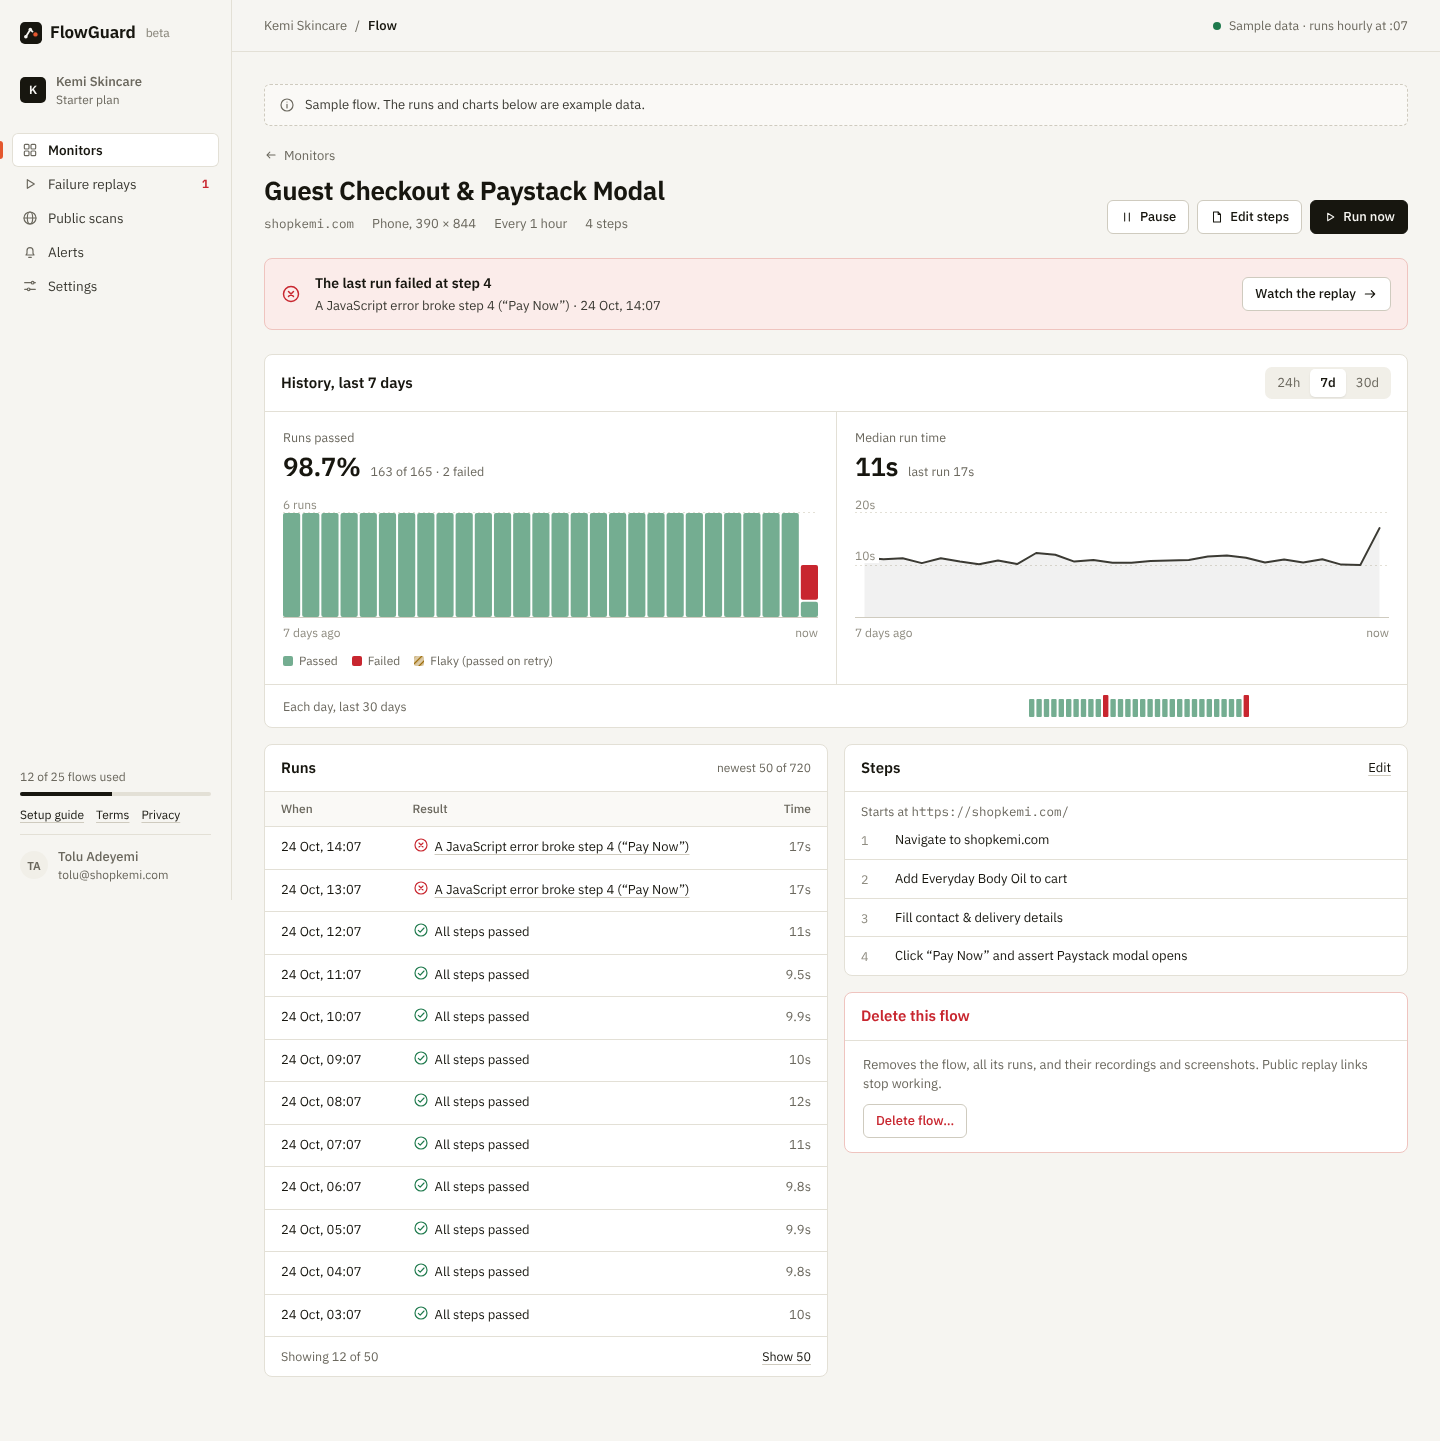 FlowGuard beta
K
Kemi Skincare
Starter plan
Monitors
Failure replays 1
Public scans
Alerts
Settings
12 of 25 flows used
Setup guide Terms Privacy
TA
Tolu Adeyemi
tolu@shopkemi.com
Kemi Skincare / Flow
Sample data · runs hourly at :07
Sample flow. The runs and charts below are example data.
← Monitors
Guest Checkout & Paystack Modal
shopkemi.com Phone, 390 × 844 Every 1 hour 4 steps
Pause Edit steps Run now
The last run failed at step 4
A JavaScript error broke step 4 (“Pay Now”) · 24 Oct, 14:07
Watch the replay →
History, last 7 days
24h 7d 30d
Runs passed
98.7% 163 of 165 · 2 failed
6 runs
7 days ago now
Passed Failed Flaky (passed on retry)
Median run time
11s last run 17s
20s
10s
7 days ago now
Each day, last 30 days
Runs newest 50 of 720
When Result Time
24 Oct, 14:07 A JavaScript error broke step 4 (“Pay Now”) 17s
24 Oct, 13:07 A JavaScript error broke step 4 (“Pay Now”) 17s
24 Oct, 12:07 All steps passed 11s
24 Oct, 11:07 All steps passed 9.5s
24 Oct, 10:07 All steps passed 9.9s
24 Oct, 09:07 All steps passed 10s
24 Oct, 08:07 All steps passed 12s
24 Oct, 07:07 All steps passed 11s
24 Oct, 06:07 All steps passed 9.8s
24 Oct, 05:07 All steps passed 9.9s
24 Oct, 04:07 All steps passed 9.8s
24 Oct, 03:07 All steps passed 10s
Showing 12 of 50 Show 50
Steps Edit
Starts at https://shopkemi.com/
1 Navigate to shopkemi.com
2 Add Everyday Body Oil to cart
3 Fill contact & delivery details
4 Click “Pay Now” and assert Paystack modal opens
Delete this flow
Removes the flow, all its runs, and their recordings and screenshots. Public replay links
stop working.
Delete flow…